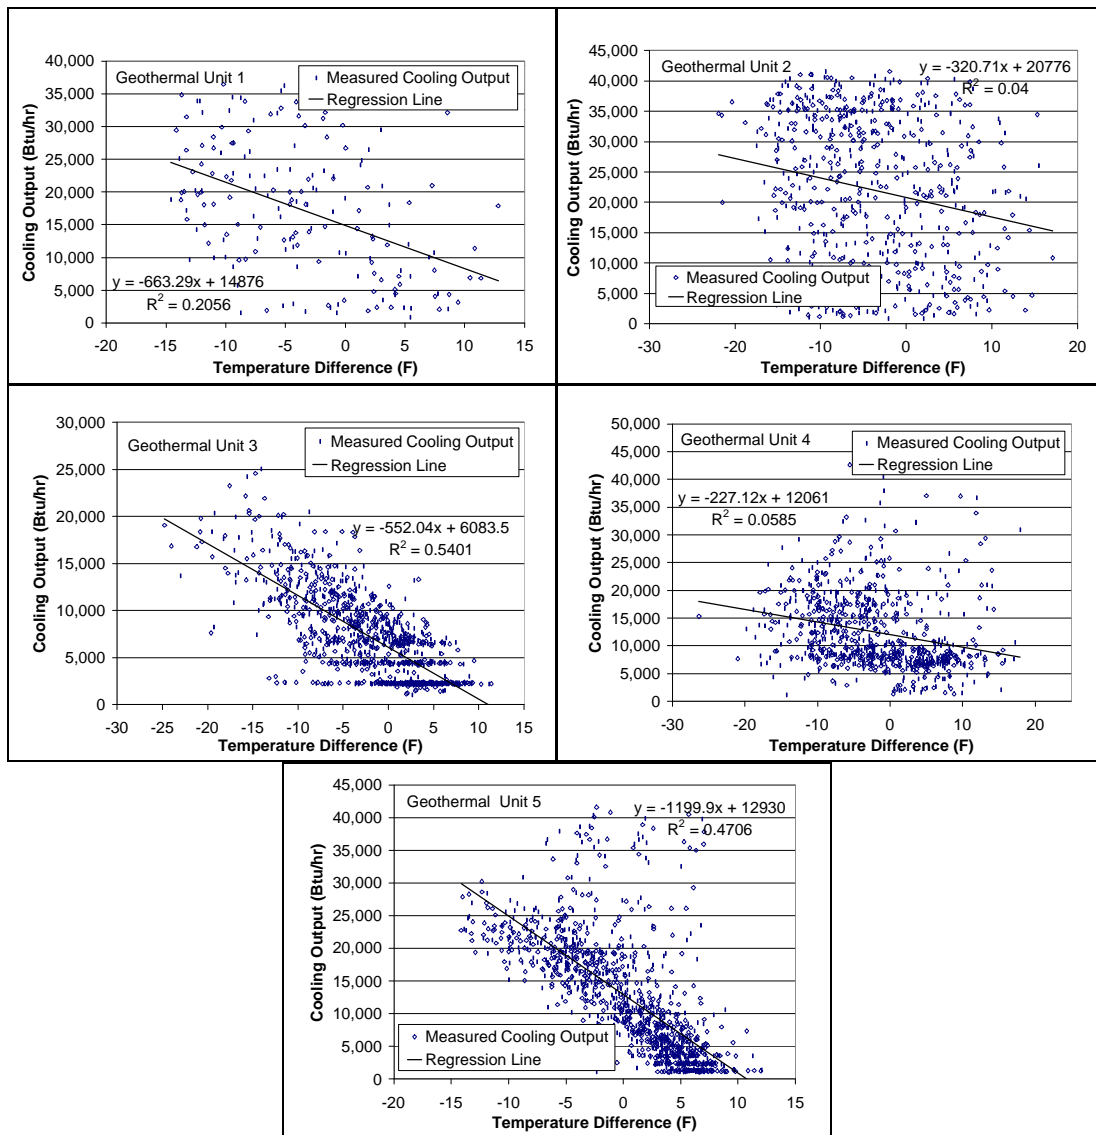 Geothermal Unit 1
Measured Cooling Output
Regression Line
y = -663.29x + 14876
R² = 0.2056
40,000
35,000
30,000
25,000
20,000
15,000
10,000
5,000
0
-20 -15 -10 -5 0 5 10 15
Cooling Output (Btu/hr)
Temperature Difference (F)
Geothermal Unit 2
y = -320.71x + 20776
R² = 0.04
Measured Cooling Output
Regression Line
45,000
40,000
35,000
30,000
25,000
20,000
15,000
10,000
5,000
0
-30 -20 -10 0 10 20
Cooling Output (Btu/hr)
Temperature Difference (F)
Geothermal Unit 3
Measured Cooling Output
Regression Line
y = -552.04x + 6083.5
R² = 0.5401
30,000
25,000
20,000
15,000
10,000
5,000
0
-30 -25 -20 -15 -10 -5 0 5 10 15
Cooling Output (Btu/hr)
Temperature Difference (F)
Geothermal Unit 4
Measured Cooling Output
Regression Line
y = -227.12x + 12061
R² = 0.0585
50,000
45,000
40,000
35,000
30,000
25,000
20,000
15,000
10,000
5,000
0
-30 -20 -10 0 10 20
Cooling Output (Btu/hr)
Temperature Difference (F)
Geothermal Unit 5
y = -1199.9x + 12930
R² = 0.4706
Measured Cooling Output
Regression Line
45,000
40,000
35,000
30,000
25,000
20,000
15,000
10,000
5,000
0
-20 -15 -10 -5 0 5 10 15
Cooling Output (Btu/hr)
Temperature Difference (F)